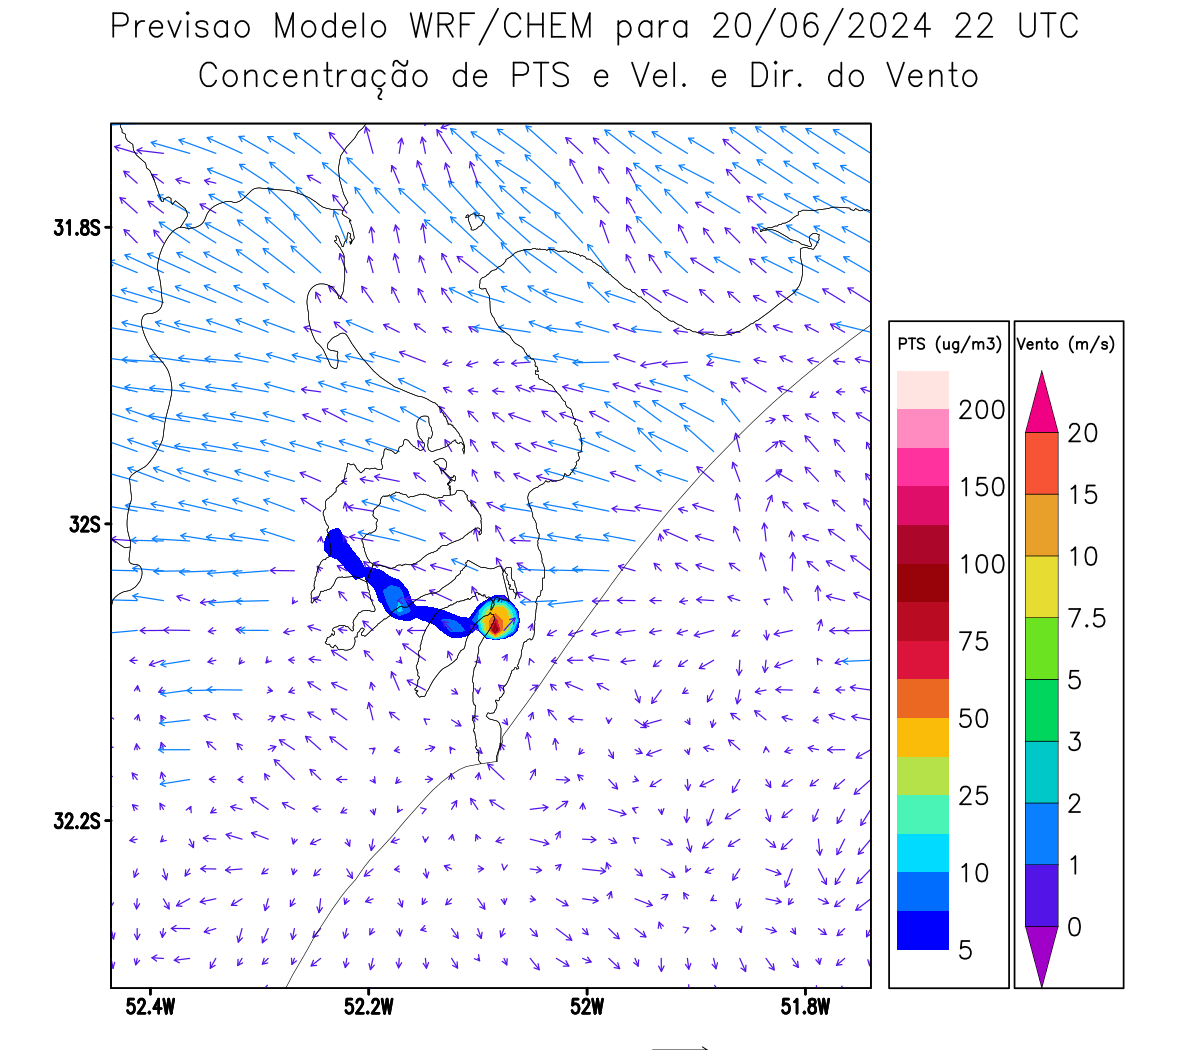 Previsao Modelo WRF/CHEM para 20/06/2024 22 UTC
Concentração de PTS e Vel. e Dir. do Vento
31.8S
32S
32.2S
52.4W
52.2W
52W
51.8W
PTS (ug/m3)
200
150
100
75
50
25
10
5
Vento (m/s)
20
15
10
7.5
5
3
2
1
0